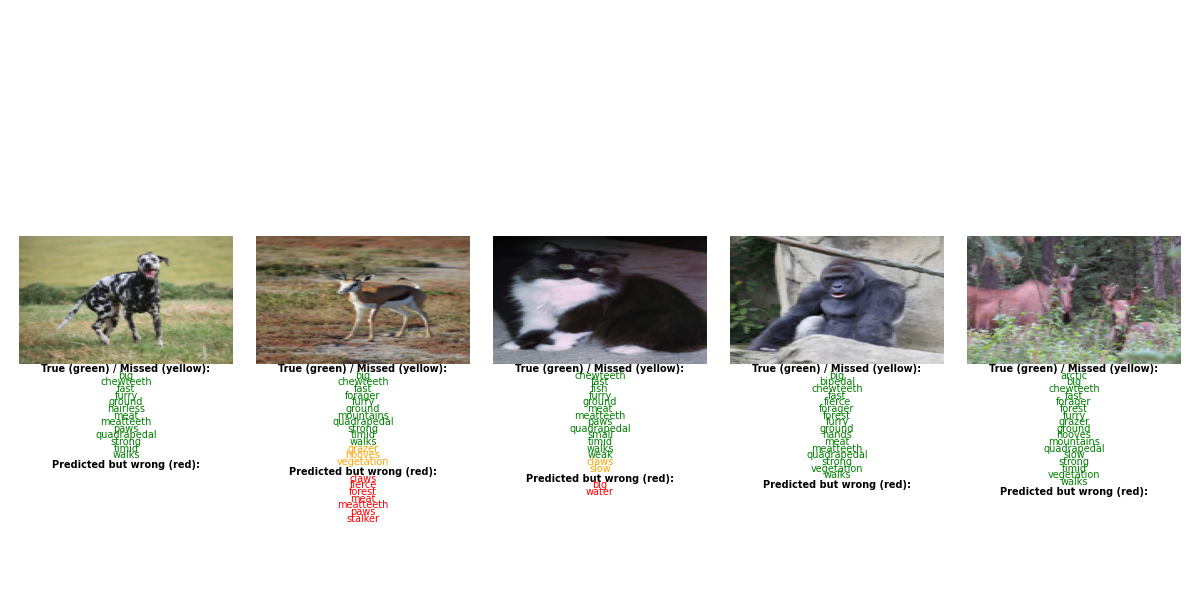 True (green) / Missed (yellow):
big
chewteeth
fast
furry
ground
hairless
meat
meatteeth
paws
quadrapedal
strong
timid
walks
Predicted but wrong (red):
True (green) / Missed (yellow):
big
chewteeth
fast
forager
furry
ground
mountains
quadrapedal
strong
timid
walks
grazer
hooves
vegetation
Predicted but wrong (red):
claws
fierce
forest
meat
meatteeth
paws
stalker
True (green) / Missed (yellow):
chewteeth
fast
fish
furry
ground
meat
meatteeth
paws
quadrapedal
small
timid
walks
weak
claws
slow
Predicted but wrong (red):
big
water
True (green) / Missed (yellow):
big
bipedal
chewteeth
fast
fierce
forager
forest
furry
ground
hands
meat
meatteeth
quadrapedal
strong
vegetation
walks
Predicted but wrong (red):
True (green) / Missed (yellow):
arctic
big
chewteeth
fast
forager
forest
furry
grazer
ground
hooves
mountains
quadrapedal
slow
strong
timid
vegetation
walks
Predicted but wrong (red):